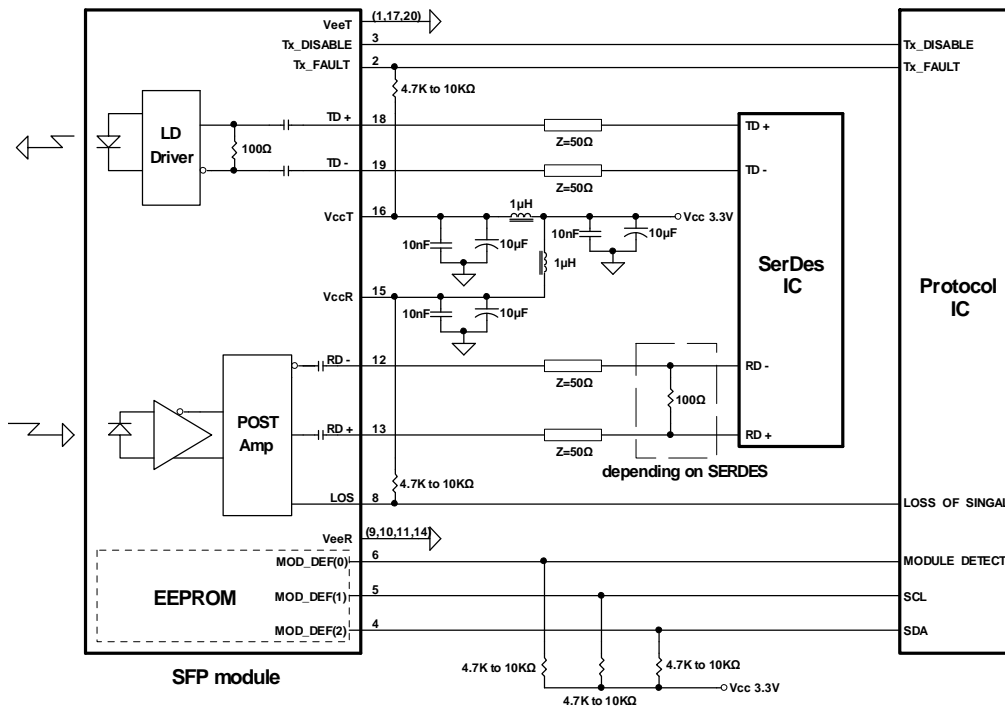 VeeT (1,17,20)
Tx_DISABLE 3 Tx_DISABLE
Tx_FAULT 2 Tx_FAULT
4.7K to 10KΩ
LD
Driver
100Ω
TD + 18 Z=50Ω TD +
TD - 19 Z=50Ω TD -
VccT 16 1μH Vcc 3.3V
10nF 10μF 10nF 10μF
1μH
SerDes
IC
Protocol
IC
VccR 15
10nF 10μF
RD - 12 Z=50Ω RD -
POST
Amp
100Ω
RD + 13 Z=50Ω RD +
depending on SERDES
4.7K to 10KΩ
LOS 8 LOSS OF SINGAL
VeeR (9,10,11,14)
EEPROM
MOD_DEF(0) 6 MODULE DETECT
MOD_DEF(1) 5 SCL
MOD_DEF(2) 4 SDA
4.7K to 10KΩ 4.7K to 10KΩ
4.7K to 10KΩ
Vcc 3.3V
SFP module